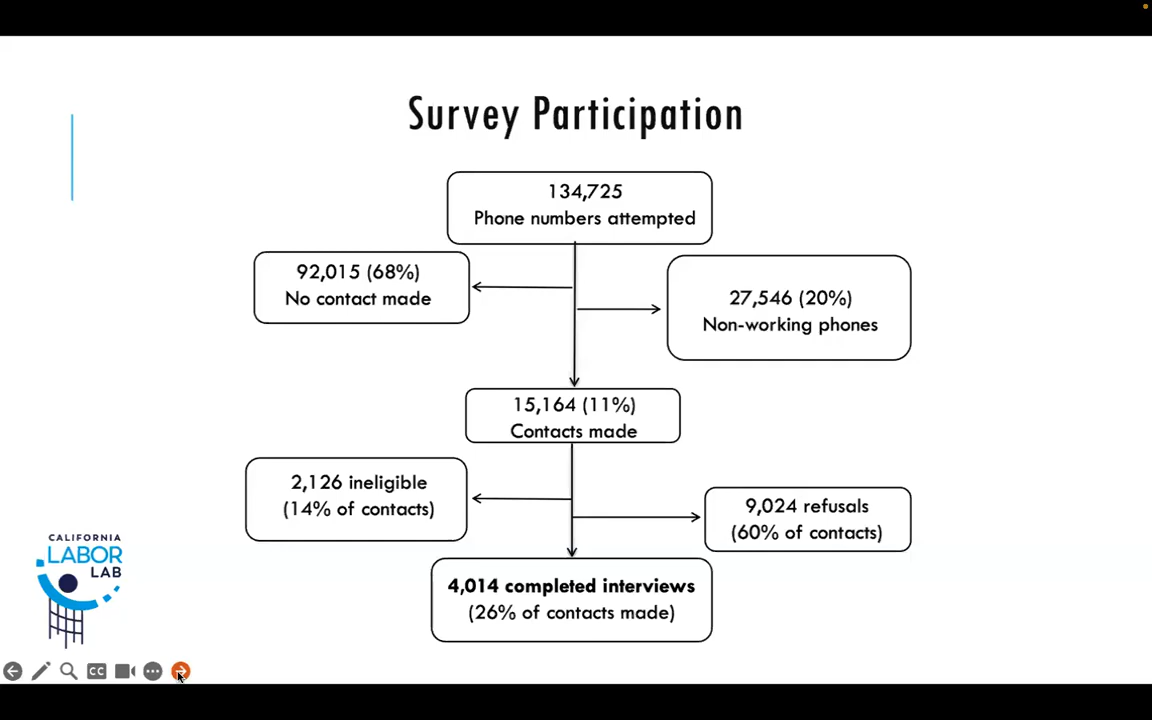 Survey Participation
134,725
Phone numbers attempted
92,015 (68%)
No contact made
27,546 (20%)
Non-working phones
15,164 (11%)
Contacts made
2,126 ineligible
(14% of contacts)
9,024 refusals
(60% of contacts)
4,014 completed interviews
(26% of contacts made)
CALIFORNIA
LABOR
LAB
CC